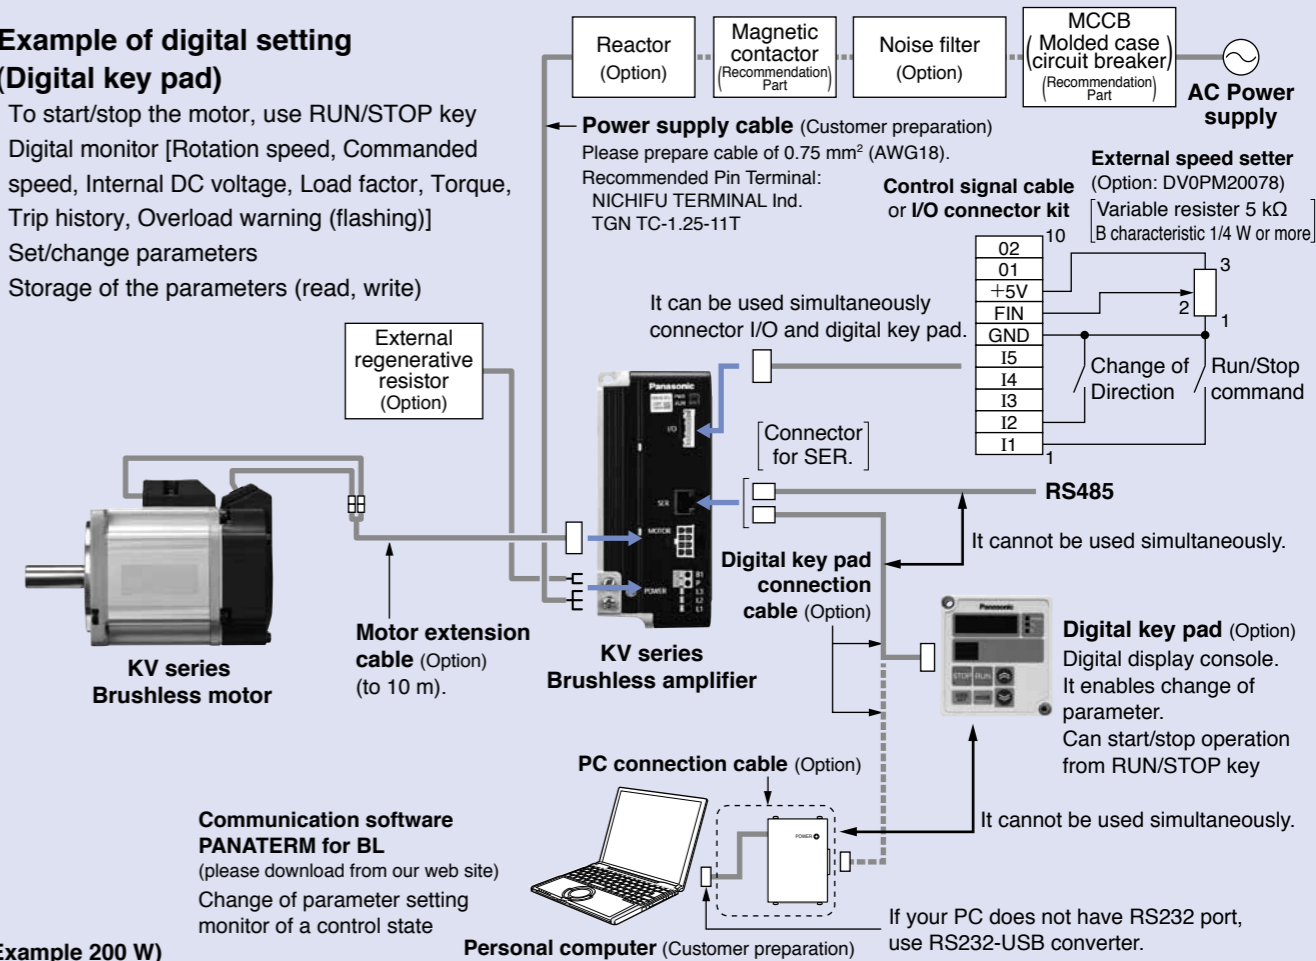 Example of digital setting
(Digital key pad)
To start/stop the motor, use RUN/STOP key
Digital monitor [Rotation speed, Commanded
speed, Internal DC voltage, Load factor, Torque,
Trip history, Overload warning (flashing)]
Set/change parameters
Storage of the parameters (read, write)
Reactor
(Option)
Magnetic
contactor
(Recommendation
Part)
Noise filter
(Option)
MCCB
(Molded case
circuit breaker)
(Recommendation
Part)
AC Power
supply
Power supply cable (Customer preparation)
Please prepare cable of 0.75 mm² (AWG18).
Recommended Pin Terminal:
NICHIFU TERMINAL Ind.
TGN TC-1.25-11T
External speed setter
(Option: DV0PM20078)
[Variable resister 5 kΩ
B characteristic 1/4 W or more]
Control signal cable
or I/O connector kit
10
02
01
+5V
FIN
GND
I5
I4
I3
I2
I1
1
3
2
1
Change of
Direction
Run/Stop
command
It can be used simultaneously
connector I/O and digital key pad.
External
regenerative
resistor
(Option)
Panasonic
I/O
SER
MOTOR
POWER
B1
P
L3
L2
L1
[Connector
for SER.]
RS485
It cannot be used simultaneously.
Digital key pad
connection
cable (Option)
Motor extension
cable (Option)
(to 10 m).
KV series
Brushless motor
KV series
Brushless amplifier
Panasonic
STOP
RUN
Digital key pad (Option)
Digital display console.
It enables change of
parameter.
Can start/stop operation
from RUN/STOP key
PC connection cable (Option)
POWER
It cannot be used simultaneously.
Communication software
PANATERM for BL
(please download from our web site)
Change of parameter setting
monitor of a control state
Personal computer (Customer preparation)
If your PC does not have RS232 port,
use RS232-USB converter.
Example 200 W)